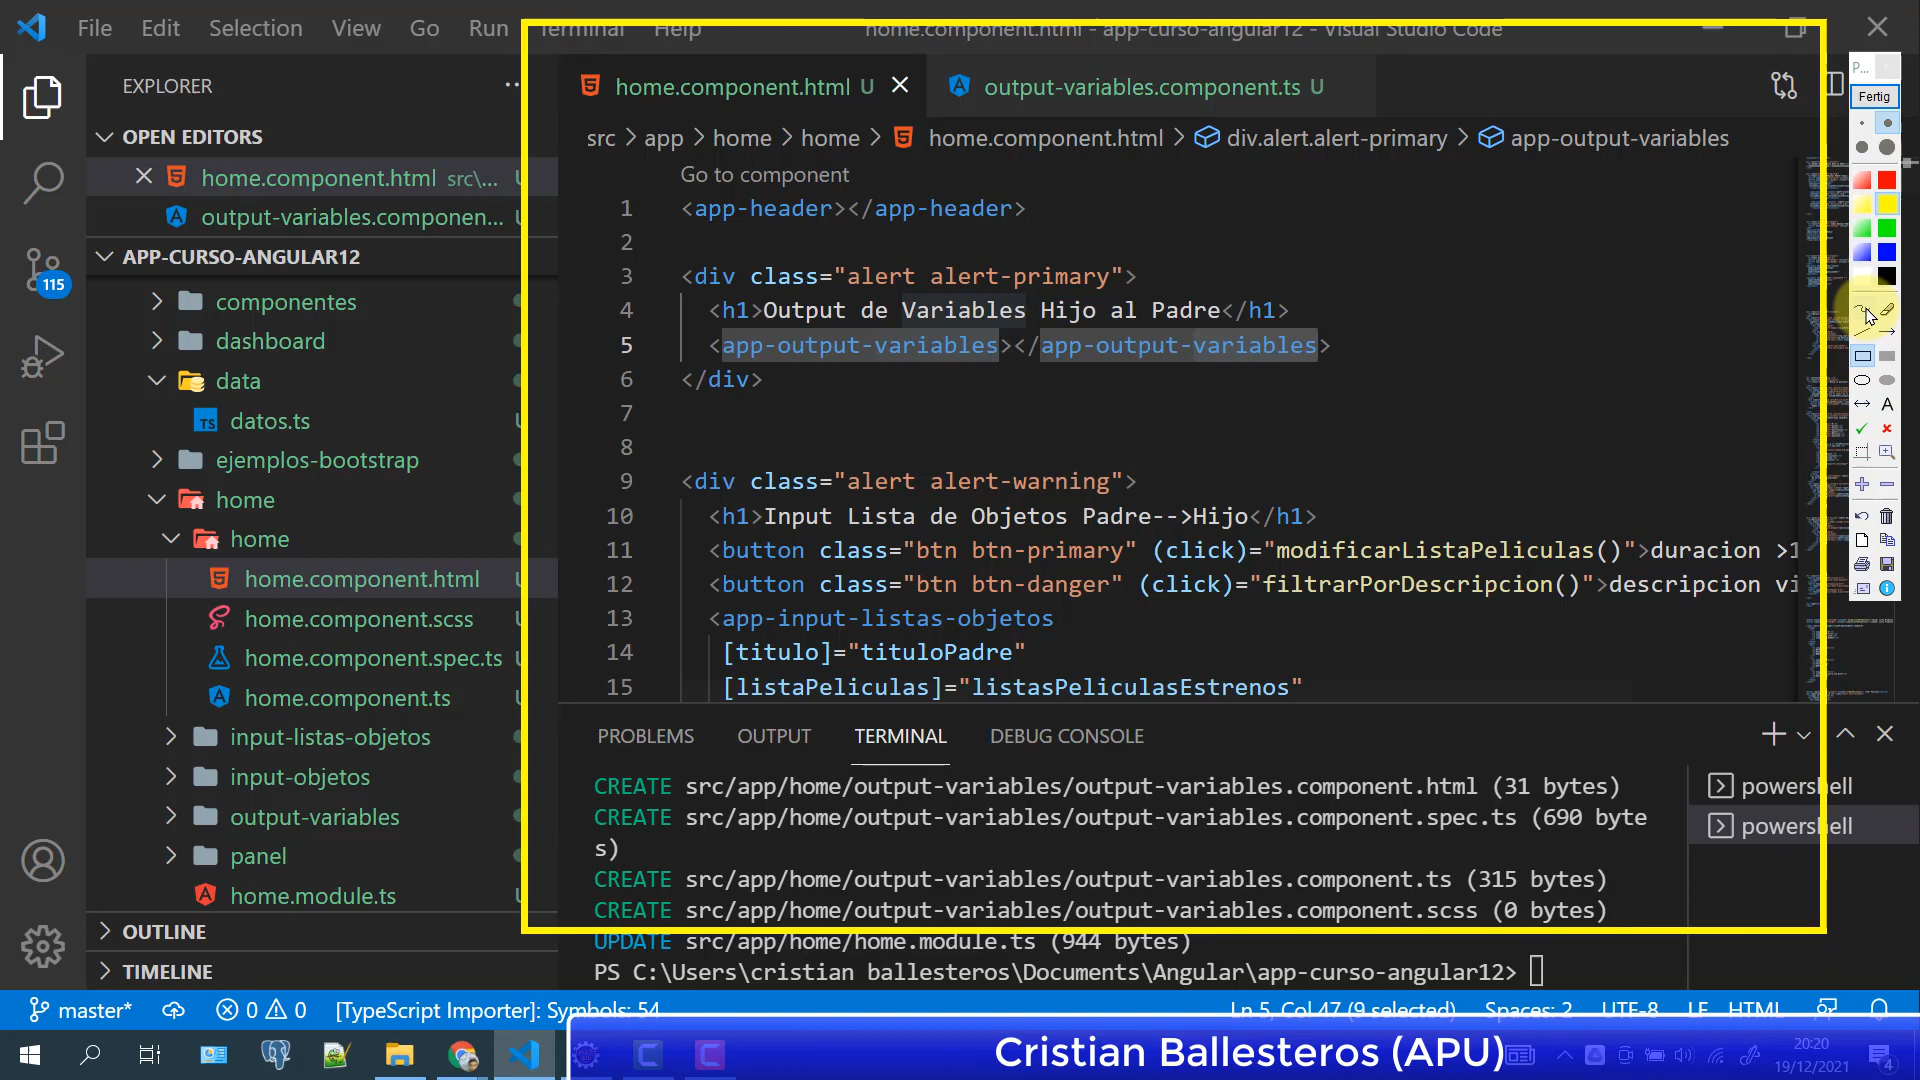 File Edit Selection View Go Run Terminal Help home.component.html - app-curso-angular12 - Visual Studio Code
EXPLORER
OPEN EDITORS
home.component.html src\...
output-variables.componen...
APP-CURSO-ANGULAR12
componentes
dashboard
data
datos.ts
ejemplos-bootstrap
home
home
home.component.html
home.component.scss
home.component.spec.ts
home.component.ts
input-listas-objetos
input-objetos
output-variables
panel
home.module.ts
OUTLINE
TIMELINE
115
home.component.html U
output-variables.component.ts U
src > app > home > home > home.component.html > div.alert.alert-primary > app-output-variables
Go to component
1 <app-header></app-header>
2
3 <div class="alert alert-primary">
4 <h1>Output de Variables Hijo al Padre</h1>
5 <app-output-variables></app-output-variables>
6 </div>
7
8
9 <div class="alert alert-warning">
10 <h1>Input Lista de Objetos Padre-->Hijo</h1>
11 <button class="btn btn-primary" (click)="modificarListaPeliculas()">duracion >1
12 <button class="btn btn-danger" (click)="filtrarPorDescripcion()">descripcion vi
13 <app-input-listas-objetos
14 [titulo]="tituloPadre"
15 [listaPeliculas]="listasPeliculasEstrenos"
P...
Fertig
A
PROBLEMS OUTPUT TERMINAL DEBUG CONSOLE
CREATE src/app/home/output-variables/output-variables.component.html (31 bytes)
CREATE src/app/home/output-variables/output-variables.component.spec.ts (690 byte
s)
CREATE src/app/home/output-variables/output-variables.component.ts (315 bytes)
CREATE src/app/home/output-variables/output-variables.component.scss (0 bytes)
UPDATE src/app/home/home.module.ts (944 bytes)
PS C:\Users\cristian ballesteros\Documents\Angular\app-curso-angular12>
powershell
powershell
master* 0 0 [TypeScript Importer]: Symbols: 54 Ln 5, Col 47 (9 selected) Spaces: 2 UTF-8 LF HTML
Cristian Ballesteros (APU)
20:20
19/12/2021
4